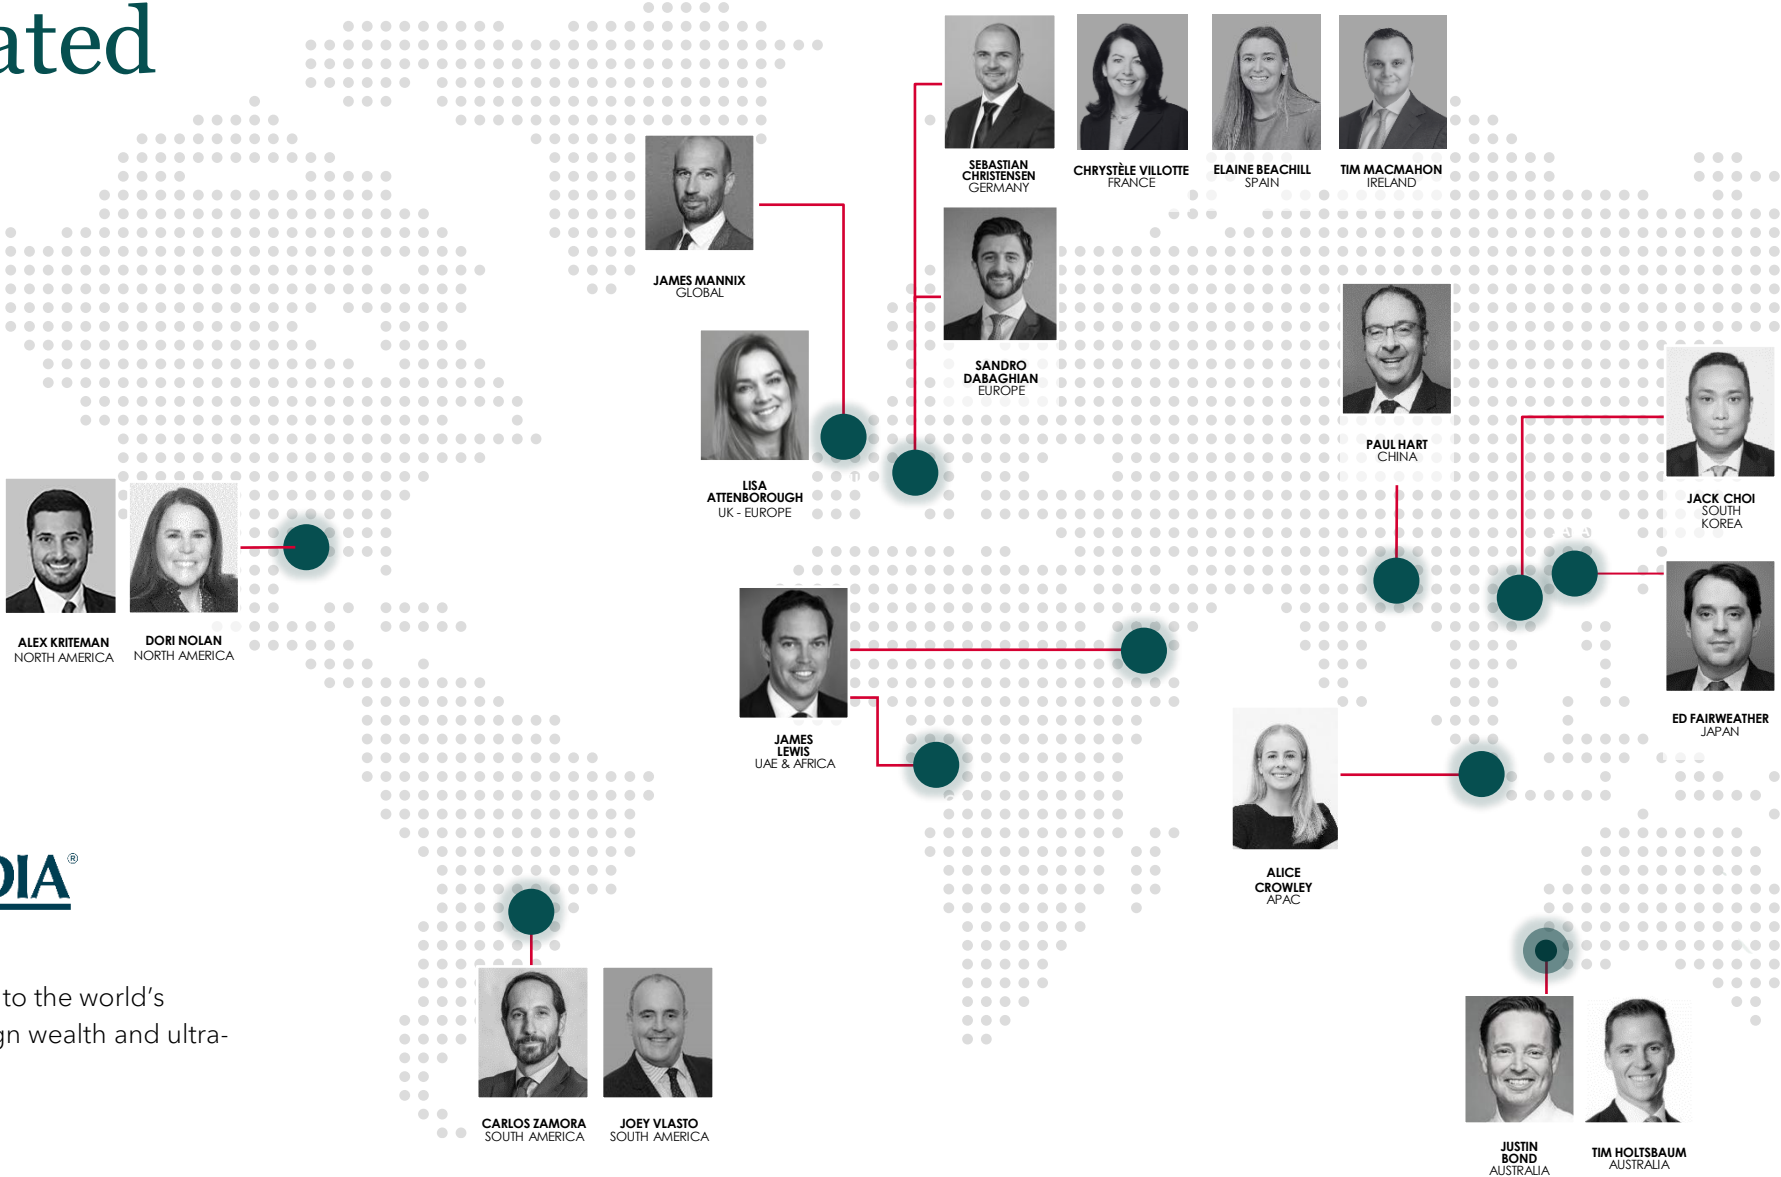 ated
SEBASTIAN
CHRISTENSEN
GERMANY
CHRYSTÈLE VILLOTTE
FRANCE
ELAINE BEACHILL
SPAIN
TIM MACMAHON
IRELAND
JAMES MANNIX
GLOBAL
SANDRO
DABAGHIAN
EUROPE
PAUL HART
CHINA
LISA
ATTENBOROUGH
UK - EUROPE
JACK CHOI
SOUTH
KOREA
ALEX KRITEMAN
NORTH AMERICA
DORI NOLAN
NORTH AMERICA
JAMES
LEWIS
UAE & AFRICA
ED FAIRWEATHER
JAPAN
ALICE
CROWLEY
APAC
DIA®
to the world's
gn wealth and ultra-
CARLOS ZAMORA
SOUTH AMERICA
JOEY VLASTO
SOUTH AMERICA
JUSTIN
BOND
AUSTRALIA
TIM HOLTSBAUM
AUSTRALIA